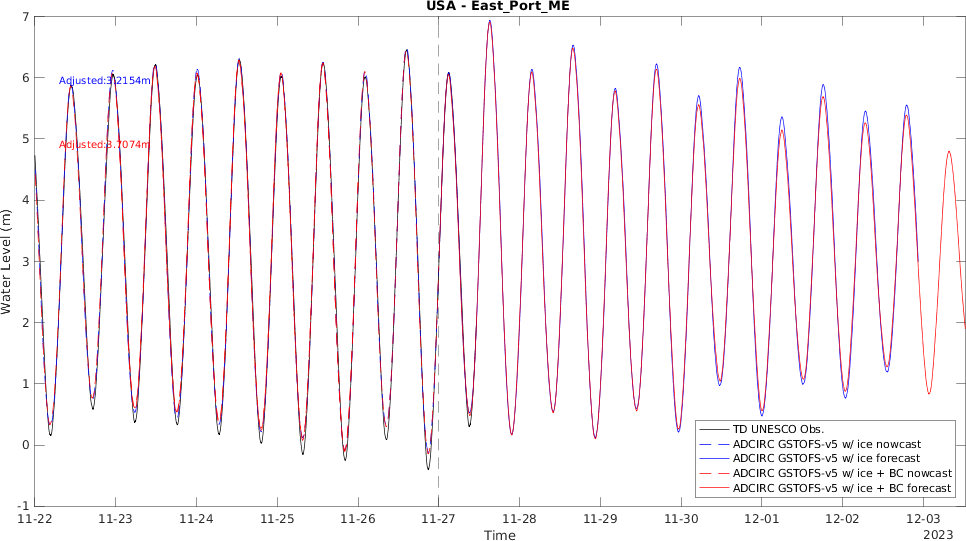 USA - East_Port_ME
7
6
5
4
3
2
1
0
-1
Water Level (m)
Adjusted:3.2154m
Adjusted:3.7074m
TD UNESCO Obs.
ADCIRC GSTOFS-v5 w/ ice nowcast
ADCIRC GSTOFS-v5 w/ ice forecast
ADCIRC GSTOFS-v5 w/ ice + BC nowcast
ADCIRC GSTOFS-v5 w/ ice + BC forecast
11-22 11-23 11-24 11-25 11-26 11-27 11-28 11-29 11-30 12-01 12-02 12-03
Time
2023